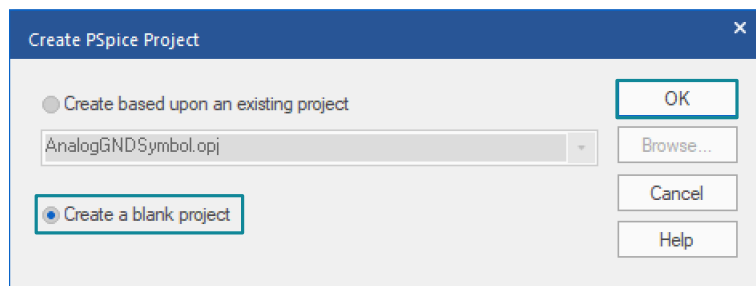 Create PSpice Project
Create based upon an existing project
OK
AnalogGNDSymbol.opj
Browse...
Create a blank project
Cancel
Help